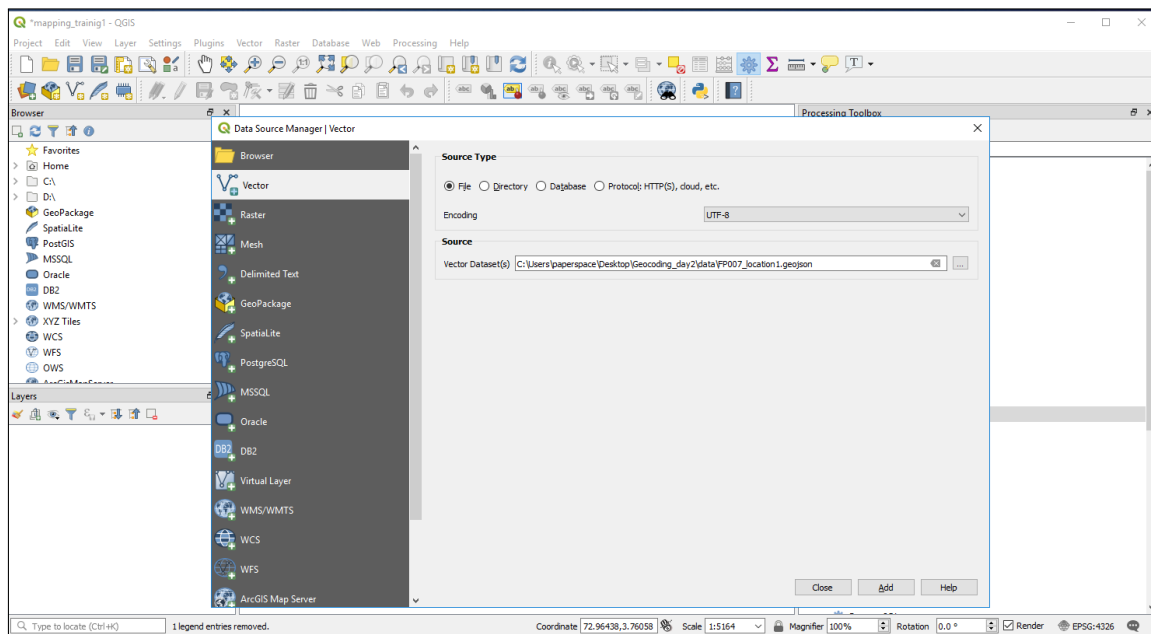 *mapping_trainig1 - QGIS
Project Edit View Layer Settings Plugins Vector Raster Database Web Processing Help
Browser
Favorites
Home
C:\
D:\
GeoPackage
SpatiaLite
PostGIS
MSSQL
Oracle
DB2
WMS/WMTS
XYZ Tiles
WCS
WFS
OWS
ArcGisMapServer
Layers
Processing Toolbox
Data Source Manager | Vector
Browser
Vector
Raster
Mesh
Delimited Text
GeoPackage
SpatiaLite
PostgreSQL
MSSQL
Oracle
DB2
Virtual Layer
WMS/WMTS
WCS
WFS
ArcGIS Map Server
Source Type
File Directory Database Protocol: HTTP(S), cloud, etc.
Encoding UTF-8
Source
Vector Dataset(s) C:\Users\paperspace\Desktop\Geocoding_day2\data\FP007_location1.geojson ...
Close Add Help
Type to locate (Ctrl+K) 1 legend entries removed. Coordinate 72.96438,3.76058 Scale 1:5164 Magnifier 100% Rotation 0.0 ° Render EPSG:4326